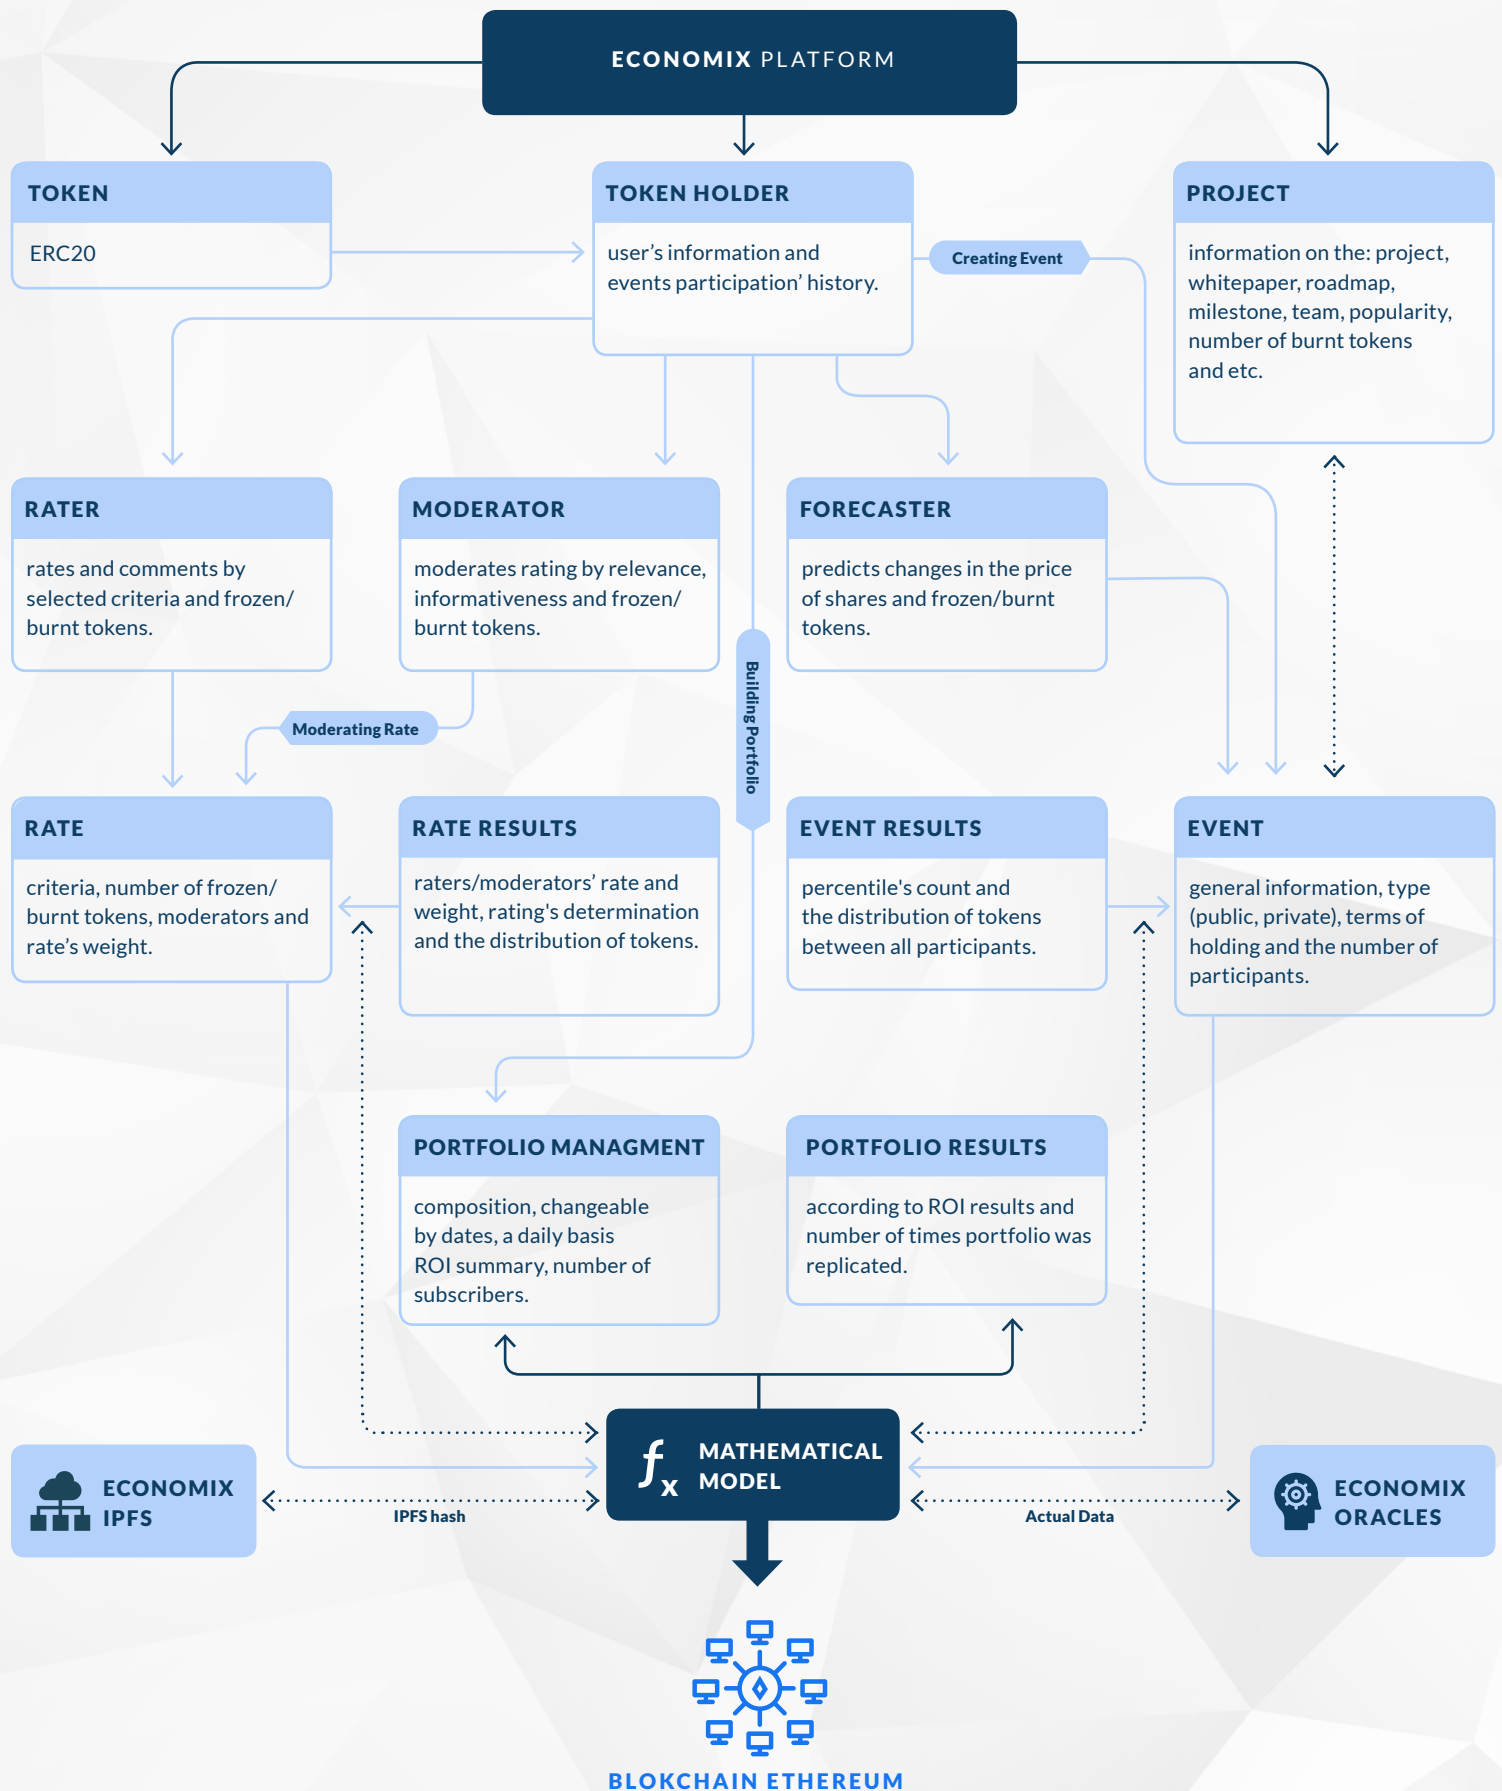 ECONOMIX PLATFORM
TOKEN
ERC20
TOKEN HOLDER
user’s information and
events participation’ history.
Creating Event
PROJECT
information on the: project,
whitepaper, roadmap,
milestone, team, popularity,
number of burnt tokens
and etc.
RATER
rates and comments by
selected criteria and frozen/
burnt tokens.
MODERATOR
moderates rating by relevance,
informativeness and frozen/
burnt tokens.
FORECASTER
predicts changes in the price
of shares and frozen/burnt
tokens.
Moderating Rate
Building Portfolio
RATE
criteria, number of frozen/
burnt tokens, moderators and
rate’s weight.
RATE RESULTS
raters/moderators’ rate and
weight, rating's determination
and the distribution of tokens.
EVENT RESULTS
percentile's count and
the distribution of tokens
between all participants.
EVENT
general information, type
(public, private), terms of
holding and the number of
participants.
PORTFOLIO MANAGMENT
composition, changeable
by dates, a daily basis
ROI summary, number of
subscribers.
PORTFOLIO RESULTS
according to ROI results and
number of times portfolio was
replicated.
ECONOMIX
IPFS
IPFS hash
fx
MATHEMATICAL
MODEL
Actual Data
ECONOMIX
ORACLES
BLOKCHAIN ETHEREUM